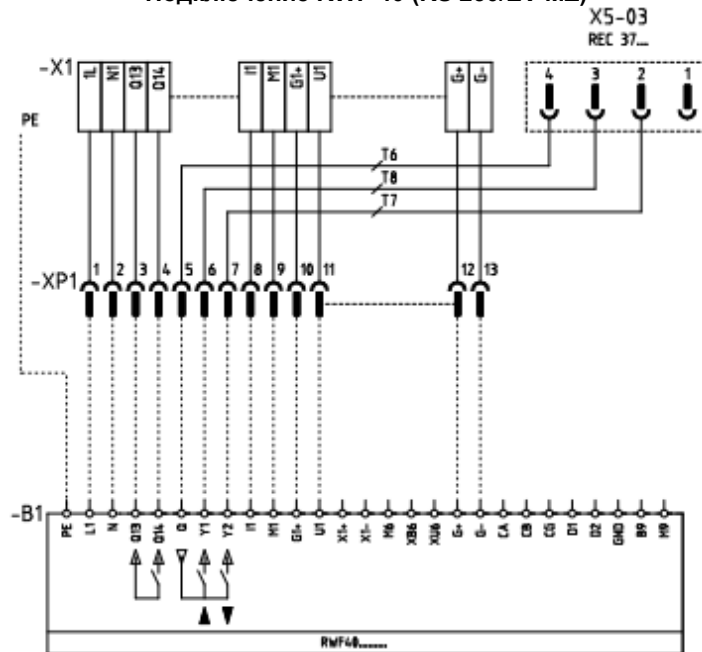 X5-03
REC 37...
-X1
1L N1 Q13 Q14 I1 M1 G1+ U1 G+ G-
4 3 2 1
PE
T6
T8
T7
-XP1
1 2 3 4 5 6 7 8 9 10 11 12 13
-B1
PE L1 N Q13 Q14 Q Y1 Y2 I1 M1 G1+ U1 X1+ X1- M6 XB6 XU6 G+ G- CA CB CG D1 D2 GND B9 M9
RWF40.......